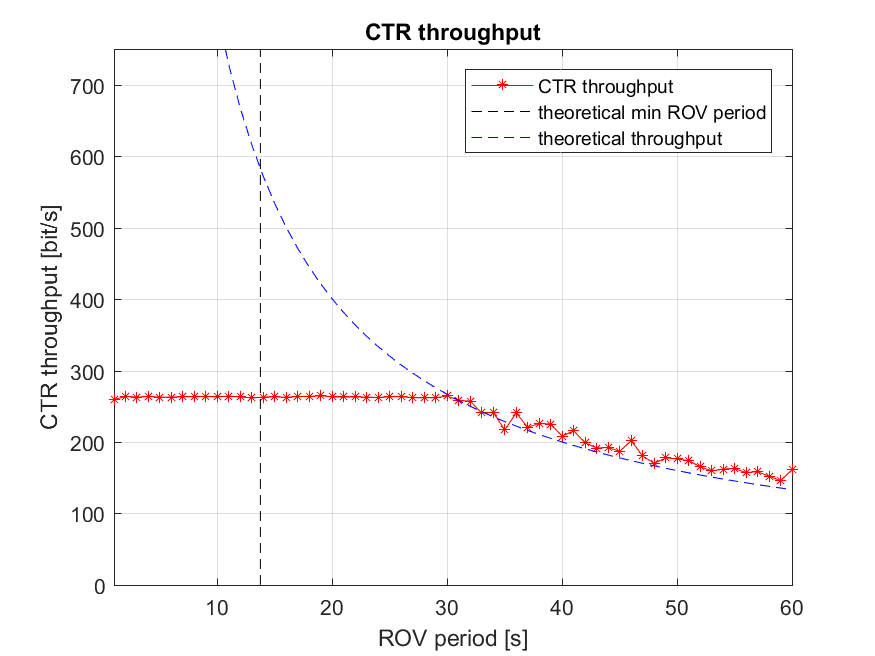 CTR throughput
CTR throughput
theoretical min ROV period
theoretical throughput
CTR throughput [bit/s]
700
600
500
400
300
200
100
0
10 20 30 40 50 60
ROV period [s]